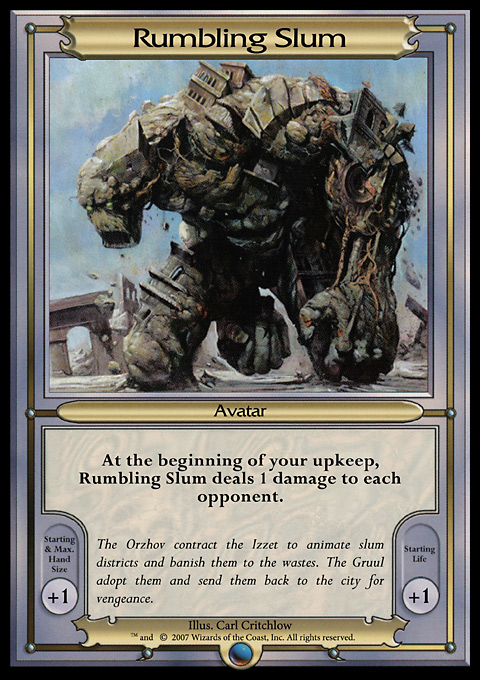 Rumbling Slum
Avatar
At the beginning of your upkeep,
Rumbling Slum deals 1 damage to each
opponent.
Starting
& Max.
Hand
Size
+1
The Orzhov contract the Izzet to animate slum
districts and banish them to the wastes. The Gruul
adopt them and send them back to the city for
vengeance.
Starting
Life
+1
Illus. Carl Critchlow
™ and © 2007 Wizards of the Coast, Inc. All rights reserved.